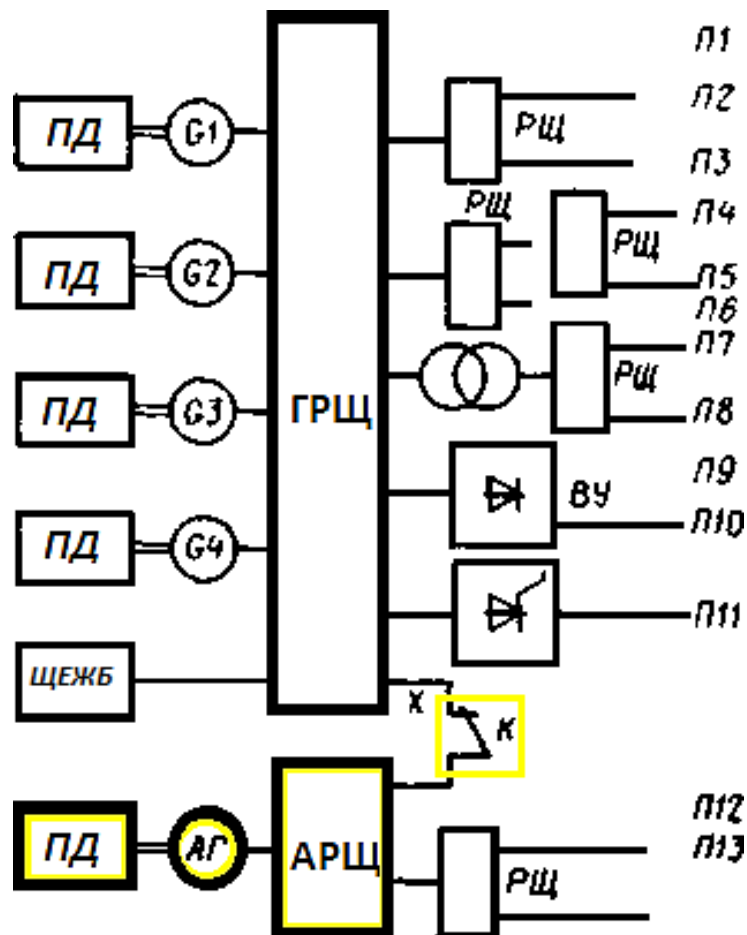 П1
П2
ПД
G1
РЩ
П3
РЩ
П4
ПД
G2
РЩ
П5
П6
П7
ПД
G3
ГРЩ
РЩ
П8
П9
ВУ
П10
ПД
G4
П11
ЩЕЖБ
X
К
П12
ПД
АГ
АРЩ
П13
РЩ